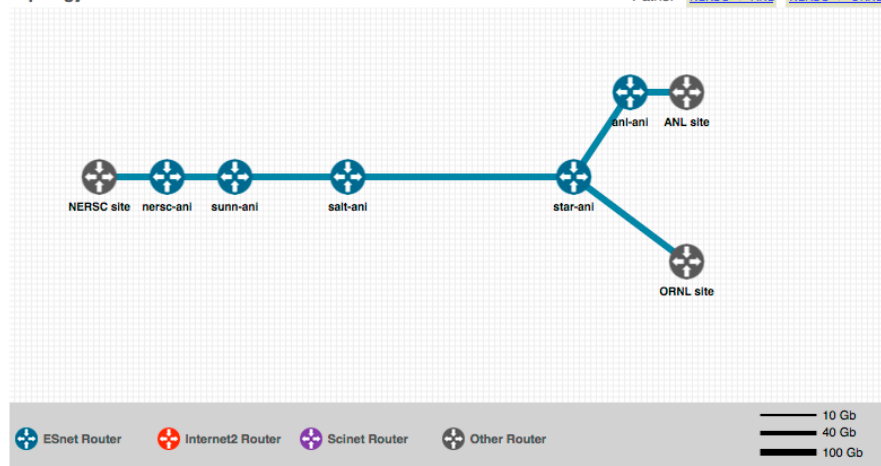 NERSC site
nersc-ani
sunn-ani
salt-ani
star-ani
anl-ani
ANL site
ORNL site
ESnet Router
Internet2 Router
Scinet Router
Other Router
10 Gb
40 Gb
100 Gb